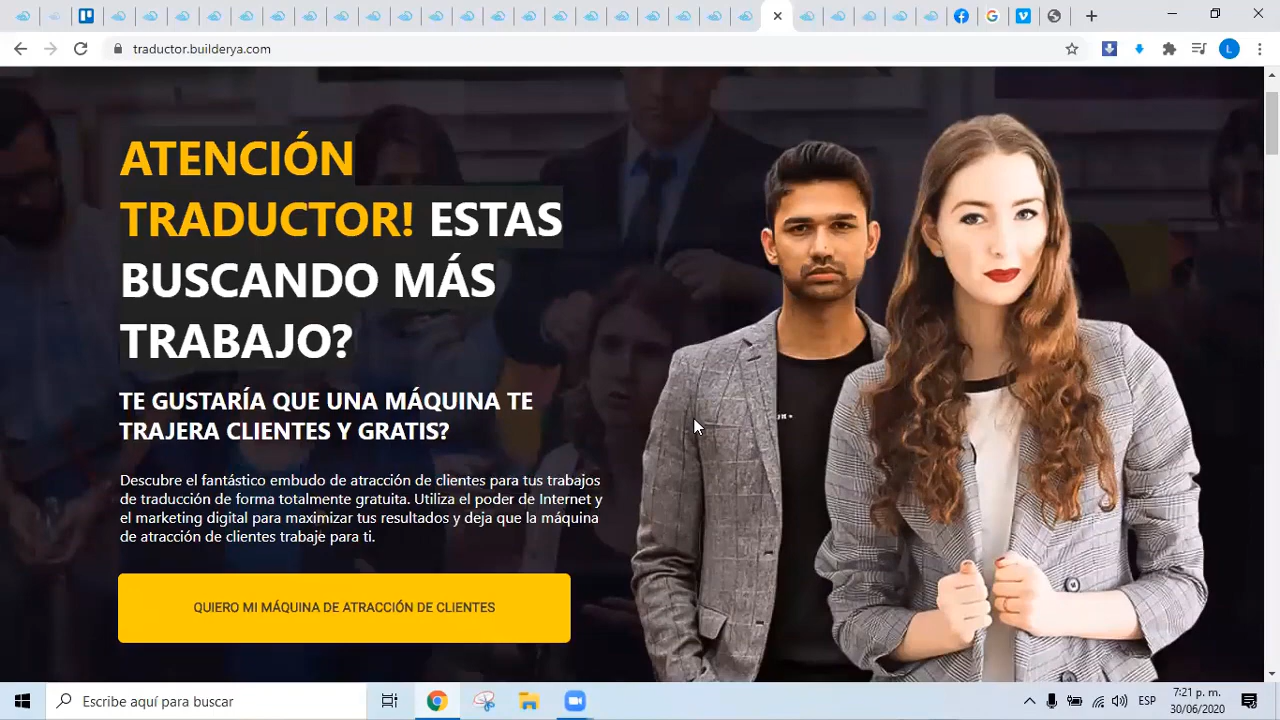 traductor.builderya.com
L
ATENCIÓN
TRADUCTOR! ESTAS
BUSCANDO MÁS
TRABAJO?
TE GUSTARÍA QUE UNA MÁQUINA TE
TRAJERA CLIENTES Y GRATIS?
Descubre el fantástico embudo de atracción de clientes para tus trabajos
de traducción de forma totalmente gratuita. Utiliza el poder de Internet y
el marketing digital para maximizar tus resultados y deja que la máquina
de atracción de clientes trabaje para ti.
QUIERO MI MÁQUINA DE ATRACCIÓN DE CLIENTES
Escribe aquí para buscar
ESP
7:21 p. m.
30/06/2020